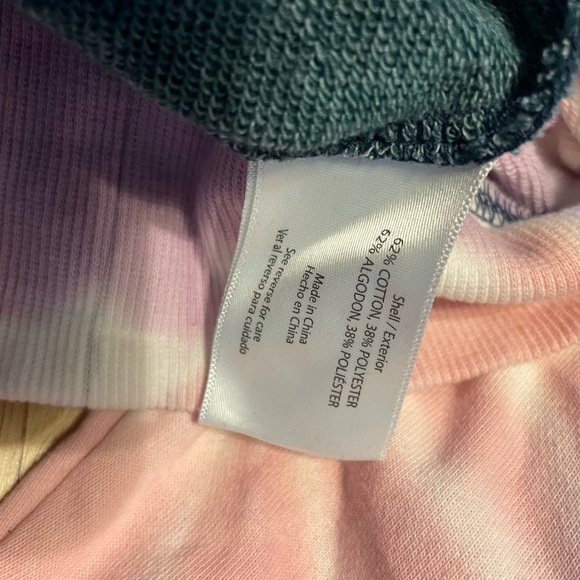 Shell / Exterior
62% COTTON, 38% POLYESTER
62% ALGODON, 38% POLIÉSTER
Made in China
Hecho en China
See reverse for care
Ver al reverso para cuidado